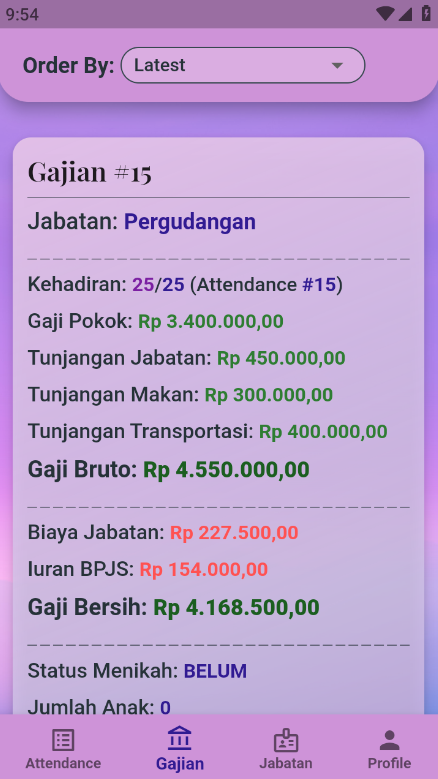 9:54
Order By: Latest
Gajian #15
Jabatan: Pergudangan
Kehadiran: 25/25 (Attendance #15)
Gaji Pokok: Rp 3.400.000,00
Tunjangan Jabatan: Rp 450.000,00
Tunjangan Makan: Rp 300.000,00
Tunjangan Transportasi: Rp 400.000,00
Gaji Bruto: Rp 4.550.000,00
Biaya Jabatan: Rp 227.500,00
Iuran BPJS: Rp 154.000,00
Gaji Bersih: Rp 4.168.500,00
Status Menikah: BELUM
Jumlah Anak: 0
Attendance Gajian Jabatan Profile